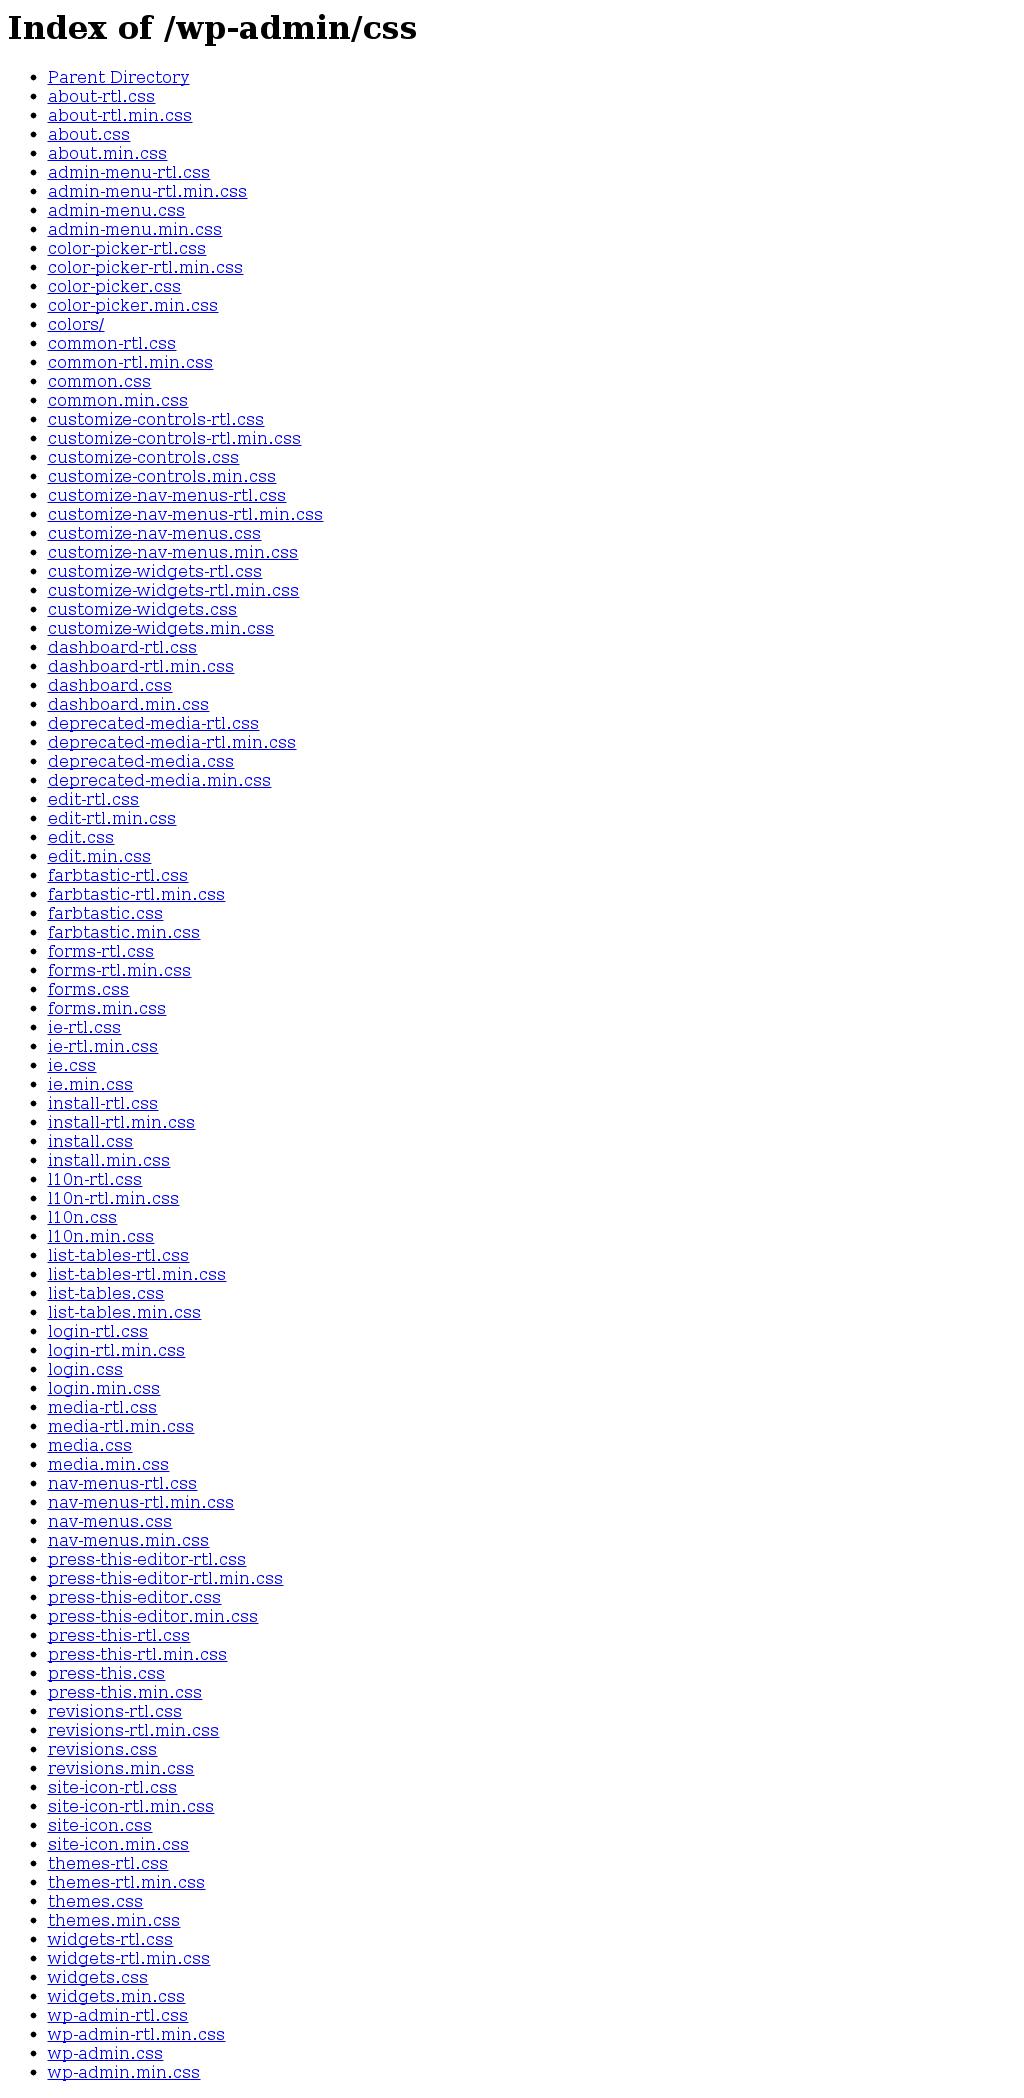 Index of /wp-admin/css
Parent Directory
about-rtl.css
about-rtl.min.css
about.css
about.min.css
admin-menu-rtl.css
admin-menu-rtl.min.css
admin-menu.css
admin-menu.min.css
color-picker-rtl.css
color-picker-rtl.min.css
color-picker.css
color-picker.min.css
colors/
common-rtl.css
common-rtl.min.css
common.css
common.min.css
customize-controls-rtl.css
customize-controls-rtl.min.css
customize-controls.css
customize-controls.min.css
customize-nav-menus-rtl.css
customize-nav-menus-rtl.min.css
customize-nav-menus.css
customize-nav-menus.min.css
customize-widgets-rtl.css
customize-widgets-rtl.min.css
customize-widgets.css
customize-widgets.min.css
dashboard-rtl.css
dashboard-rtl.min.css
dashboard.css
dashboard.min.css
deprecated-media-rtl.css
deprecated-media-rtl.min.css
deprecated-media.css
deprecated-media.min.css
edit-rtl.css
edit-rtl.min.css
edit.css
edit.min.css
farbtastic-rtl.css
farbtastic-rtl.min.css
farbtastic.css
farbtastic.min.css
forms-rtl.css
forms-rtl.min.css
forms.css
forms.min.css
ie-rtl.css
ie-rtl.min.css
ie.css
ie.min.css
install-rtl.css
install-rtl.min.css
install.css
install.min.css
l10n-rtl.css
l10n-rtl.min.css
l10n.css
l10n.min.css
list-tables-rtl.css
list-tables-rtl.min.css
list-tables.css
list-tables.min.css
login-rtl.css
login-rtl.min.css
login.css
login.min.css
media-rtl.css
media-rtl.min.css
media.css
media.min.css
nav-menus-rtl.css
nav-menus-rtl.min.css
nav-menus.css
nav-menus.min.css
press-this-editor-rtl.css
press-this-editor-rtl.min.css
press-this-editor.css
press-this-editor.min.css
press-this-rtl.css
press-this-rtl.min.css
press-this.css
press-this.min.css
revisions-rtl.css
revisions-rtl.min.css
revisions.css
revisions.min.css
site-icon-rtl.css
site-icon-rtl.min.css
site-icon.css
site-icon.min.css
themes-rtl.css
themes-rtl.min.css
themes.css
themes.min.css
widgets-rtl.css
widgets-rtl.min.css
widgets.css
widgets.min.css
wp-admin-rtl.css
wp-admin-rtl.min.css
wp-admin.css
wp-admin.min.css